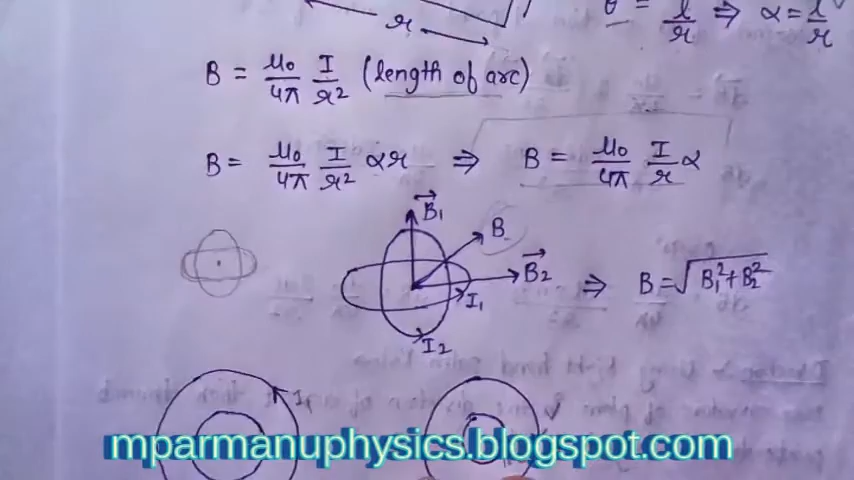 r θ = l/r ⇒ α = l/r
B = μ₀/4π I/r² (length of arc)
B = μ₀/4π I/r² αr ⇒ B = μ₀/4π I/r α
B₁
B
B₂ ⇒ B = √B₁² + B₂²
I₁
I₂
mparmanuphysics.blogspot.com